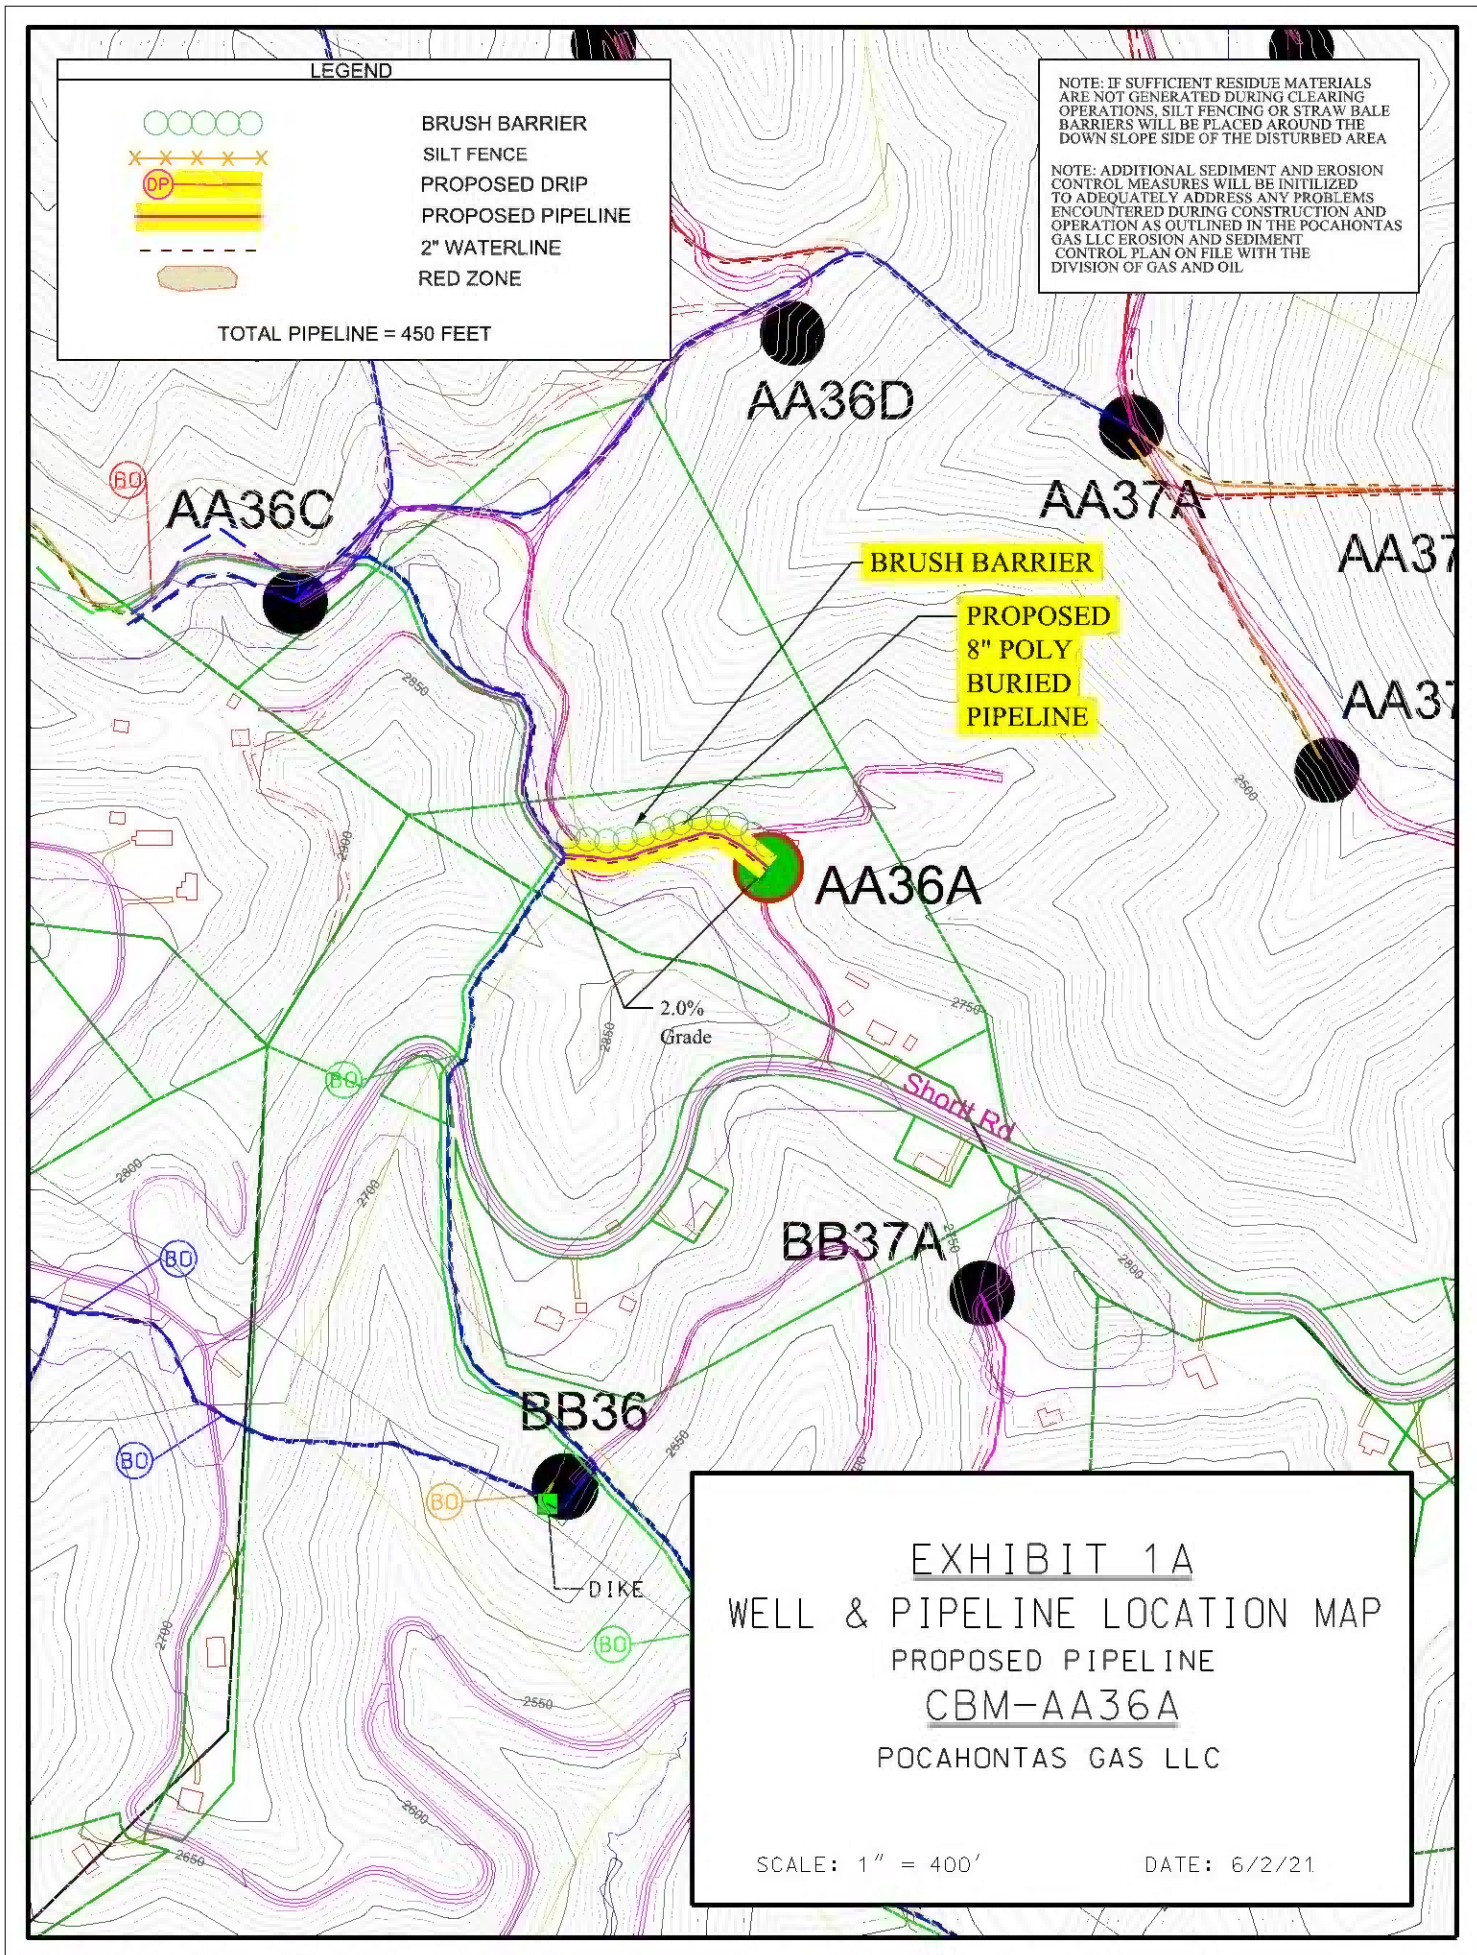 LEGEND
BRUSH BARRIER
SILT FENCE
DP
PROPOSED DRIP
PROPOSED PIPELINE
2" WATERLINE
RED ZONE
TOTAL PIPELINE = 450 FEET
NOTE: IF SUFFICIENT RESIDUE MATERIALS
ARE NOT GENERATED DURING CLEARING
OPERATIONS, SILT FENCING OR STRAW BALE
BARRIERS WILL BE PLACED AROUND THE
DOWN SLOPE SIDE OF THE DISTURBED AREA
NOTE: ADDITIONAL SEDIMENT AND EROSION
CONTROL MEASURES WILL BE INITILIZED
TO ADEQUATELY ADDRESS ANY PROBLEMS
ENCOUNTERED DURING CONSTRUCTION AND
OPERATION AS OUTLINED IN THE POCAHONTAS
GAS LLC EROSION AND SEDIMENT
CONTROL PLAN ON FILE WITH THE
DIVISION OF GAS AND OIL
AA36D
BO
AA36C
AA37A
AA37
BRUSH BARRIER
PROPOSED
8" POLY
BURIED
PIPELINE
2850
AA37
2500
2900
AA36A
2750
2.0%
Grade
2850
BO
Shortt Rd
2800
2700
BB37A
2750
2800
BO
BB36
2650
BO
BO
DIKE
BO
2700
2550
2600
2650
EXHIBIT 1A
WELL & PIPELINE LOCATION MAP
PROPOSED PIPELINE
CBM-AA36A
POCAHONTAS GAS LLC
SCALE: 1" = 400'
DATE: 6/2/21